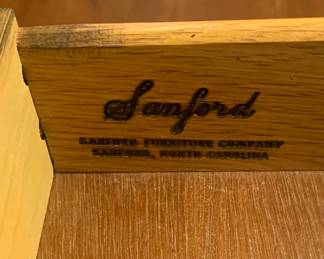 Sanford
SANFORD FURNITURE COMPANY
SANFORD, NORTH CAROLINA